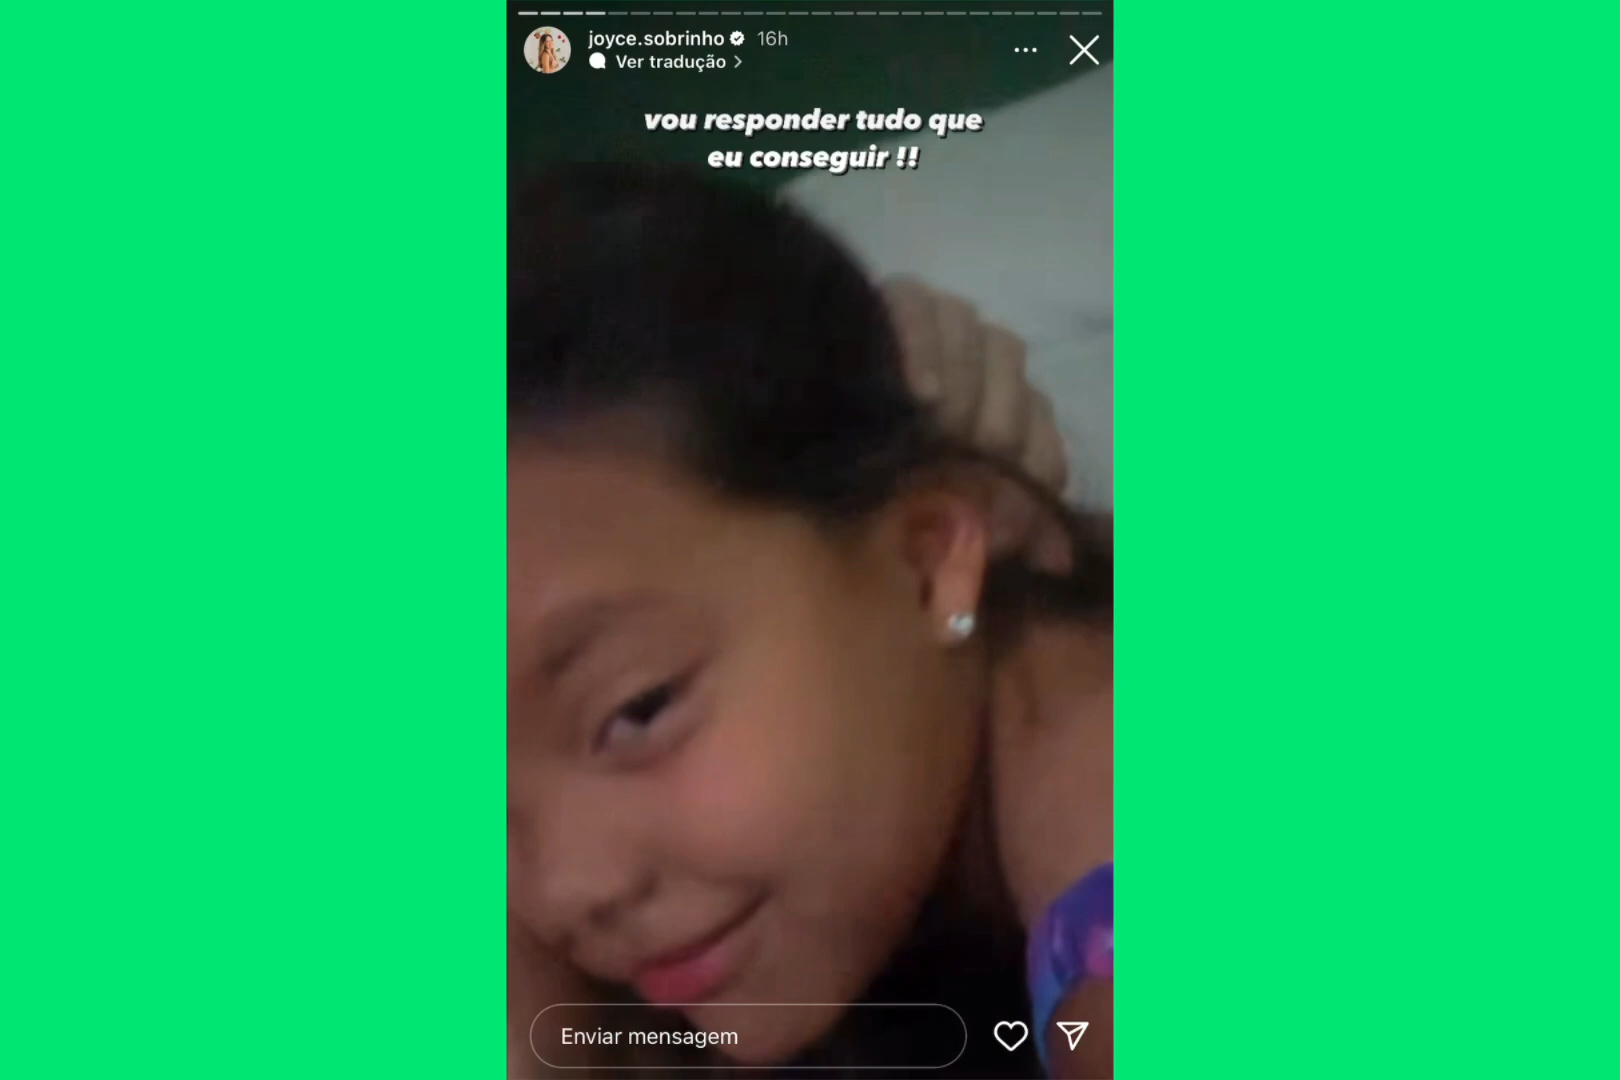 joyce.sobrinho 16h
Ver tradução
vou responder tudo que
eu conseguir !!
Enviar mensagem